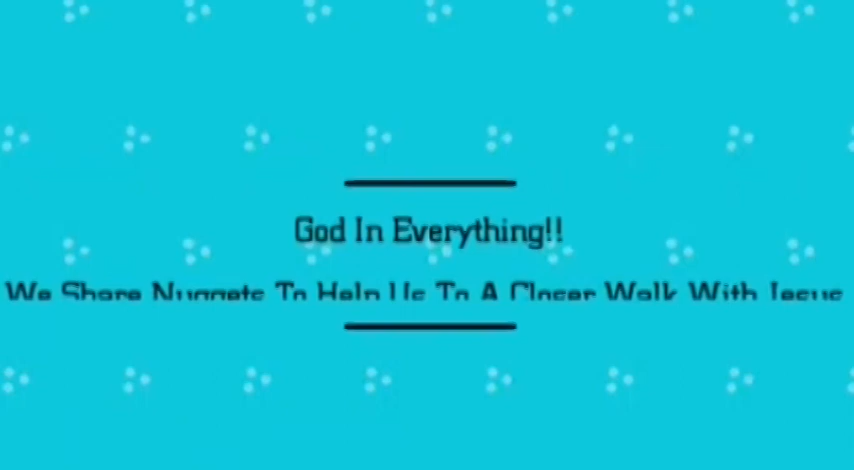 God In Everything!!
We Share Nuggets To Help Us To A Closer Walk With Jesus